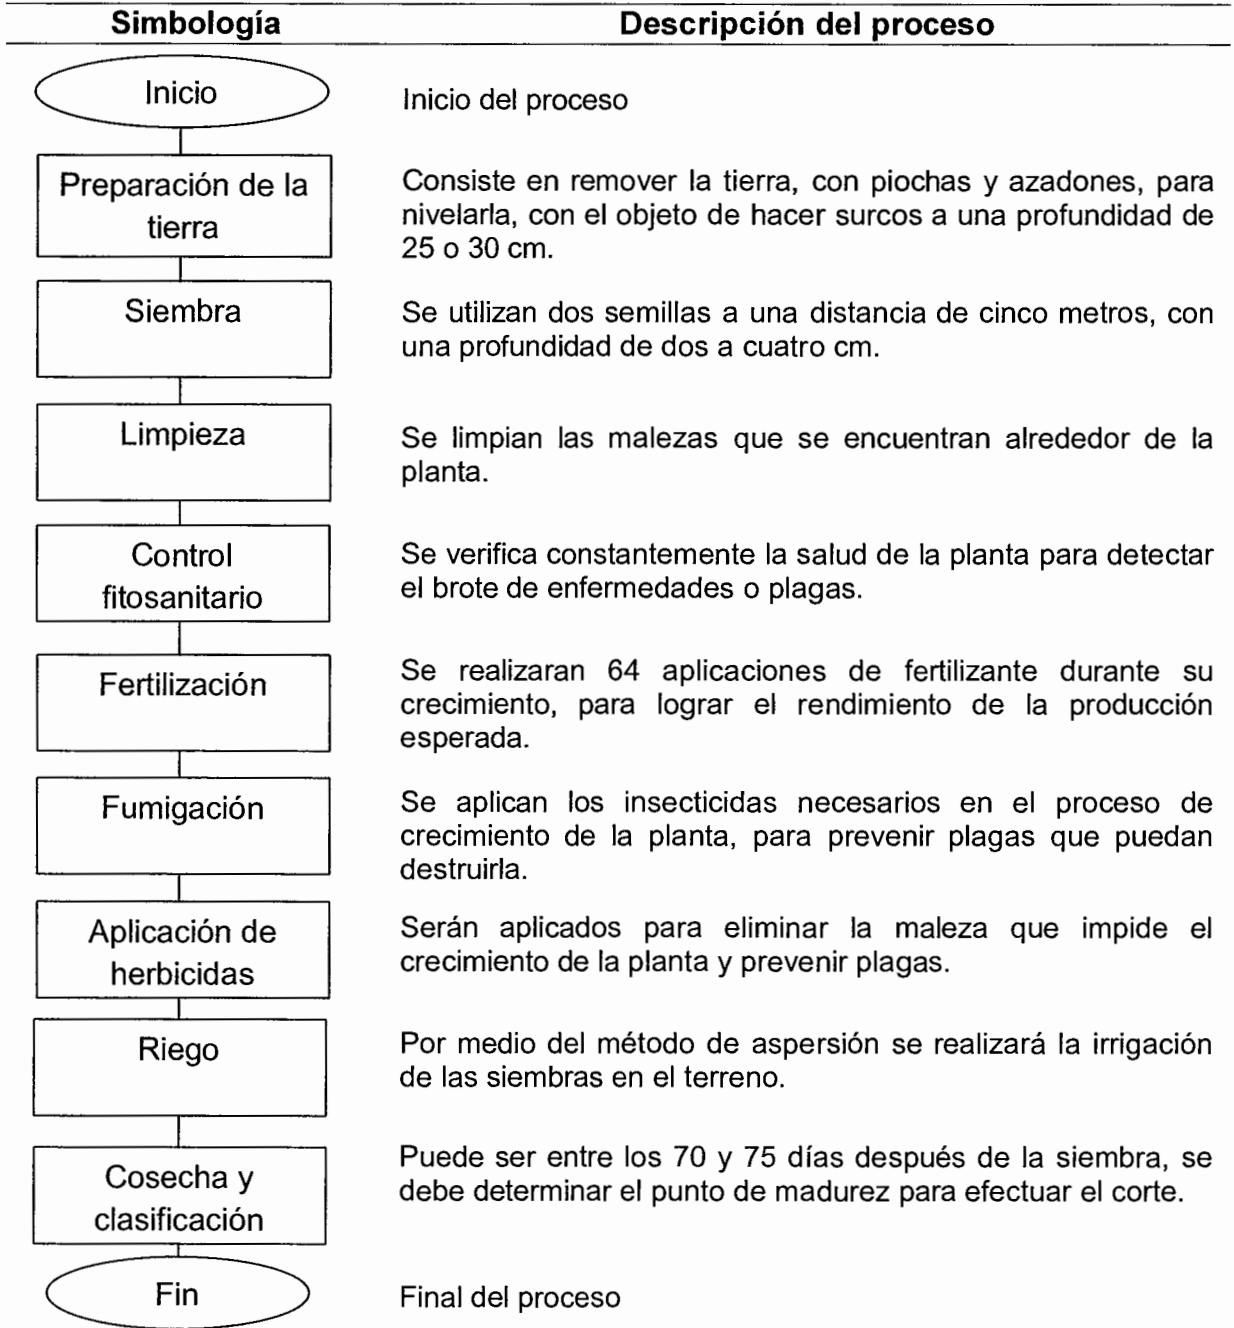 Simbología Descripción del proceso
Inicio
Inicio del proceso
Preparación de la
tierra
Consiste en remover la tierra, con piochas y azadones, para
nivelarla, con el objeto de hacer surcos a una profundidad de
25 o 30 cm.
Siembra
Se utilizan dos semillas a una distancia de cinco metros, con
una profundidad de dos a cuatro cm.
Limpieza
Se limpian las malezas que se encuentran alrededor de la
planta.
Control
fitosanitario
Se verifica constantemente la salud de la planta para detectar
el brote de enfermedades o plagas.
Fertilización
Se realizaran 64 aplicaciones de fertilizante durante su
crecimiento, para lograr el rendimiento de la producción
esperada.
Fumigación
Se aplican los insecticidas necesarios en el proceso de
crecimiento de la planta, para prevenir plagas que puedan
destruirla.
Aplicación de
herbicidas
Serán aplicados para eliminar la maleza que impide el
crecimiento de la planta y prevenir plagas.
Riego
Por medio del método de aspersión se realizará la irrigación
de las siembras en el terreno.
Cosecha y
clasificación
Puede ser entre los 70 y 75 días después de la siembra, se
debe determinar el punto de madurez para efectuar el corte.
Fin
Final del proceso